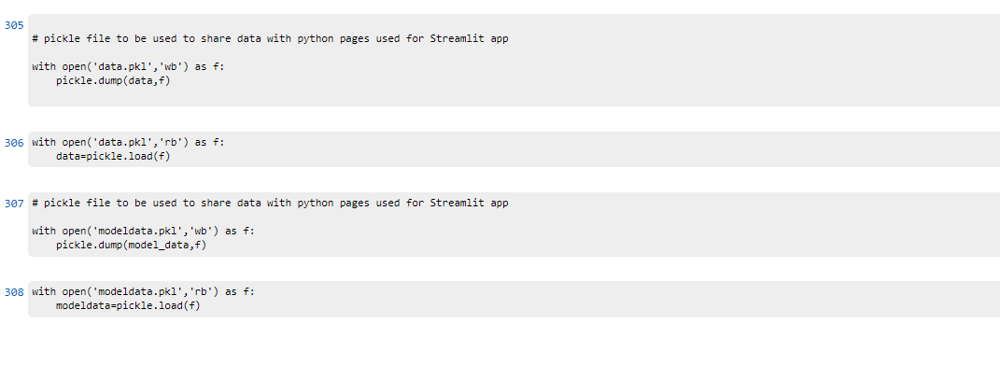 305
# pickle file to be used to share data with python pages used for Streamlit app
with open('data.pkl','wb') as f:
    pickle.dump(data,f)
306 with open('data.pkl','rb') as f:
    data=pickle.load(f)
307 # pickle file to be used to share data with python pages used for Streamlit app
with open('modeldata.pkl','wb') as f:
    pickle.dump(model_data,f)
308 with open('modeldata.pkl','rb') as f:
    modeldata=pickle.load(f)